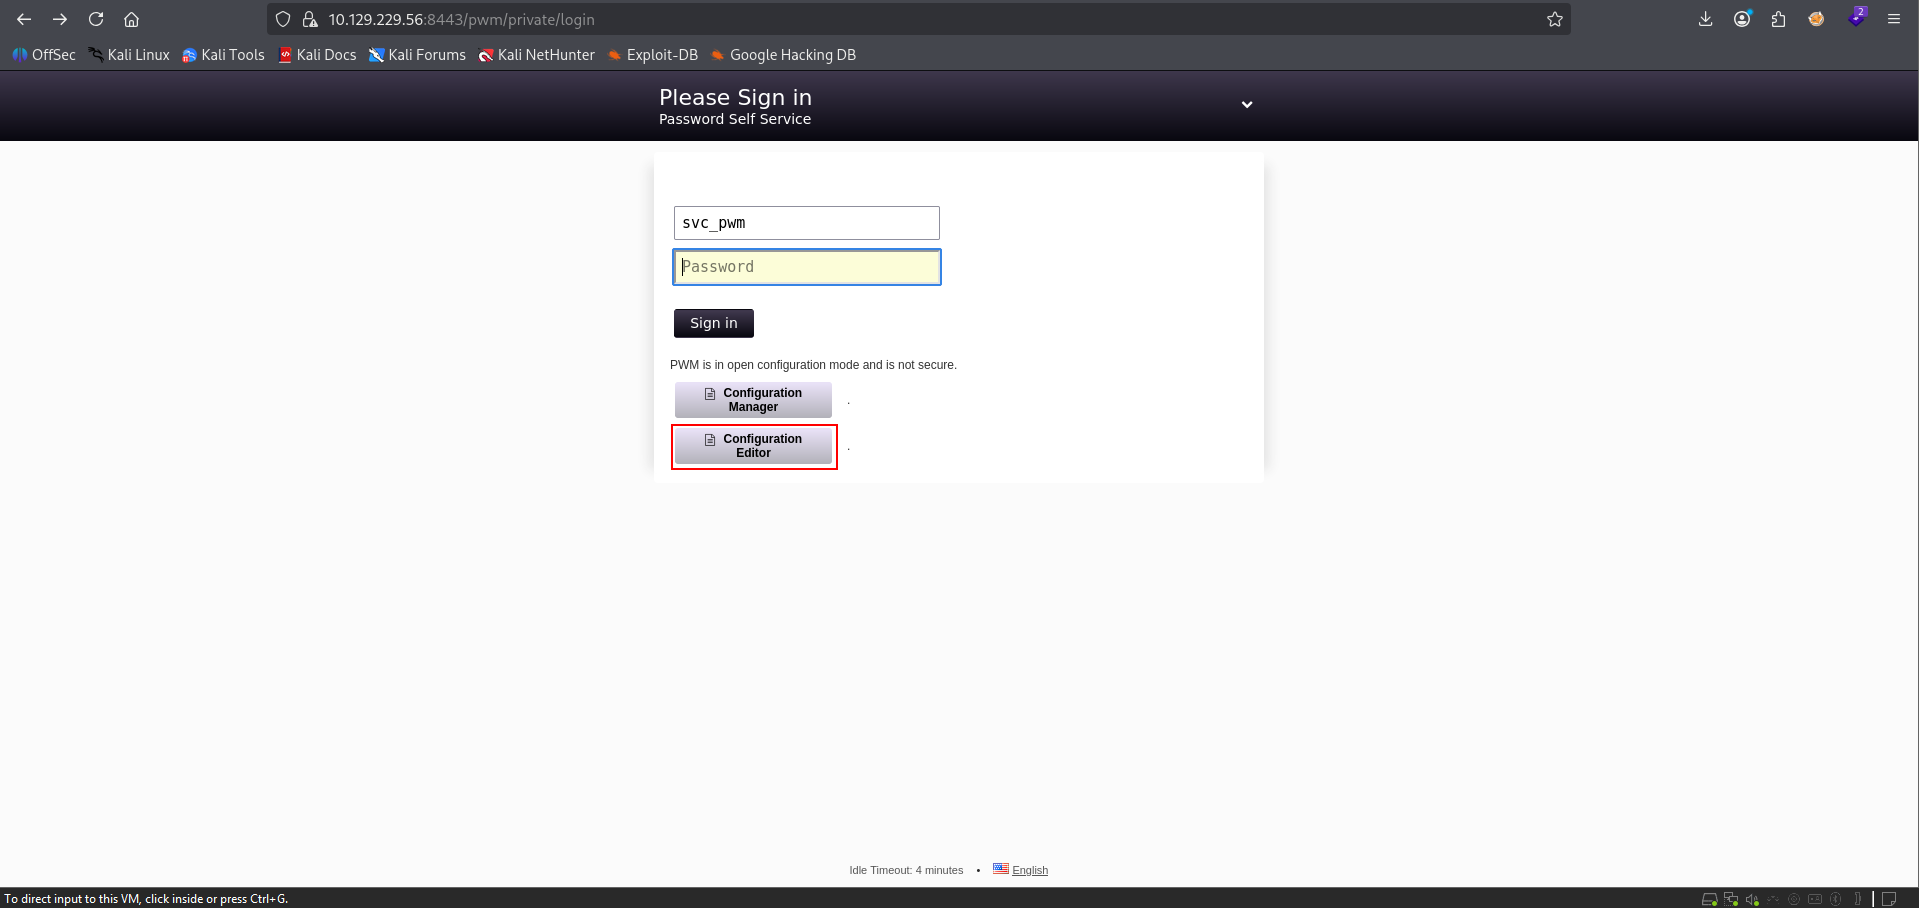 10.129.229.56:8443/pwm/private/login
2
OffSec Kali Linux Kali Tools Kali Docs Kali Forums Kali NetHunter Exploit-DB Google Hacking DB
Please Sign in
Password Self Service
svc_pwm
Password
Sign in
PWM is in open configuration mode and is not secure.
Configuration
Manager
.
Configuration
Editor
.
Idle Timeout: 4 minutes • English
To direct input to this VM, click inside or press Ctrl+G.